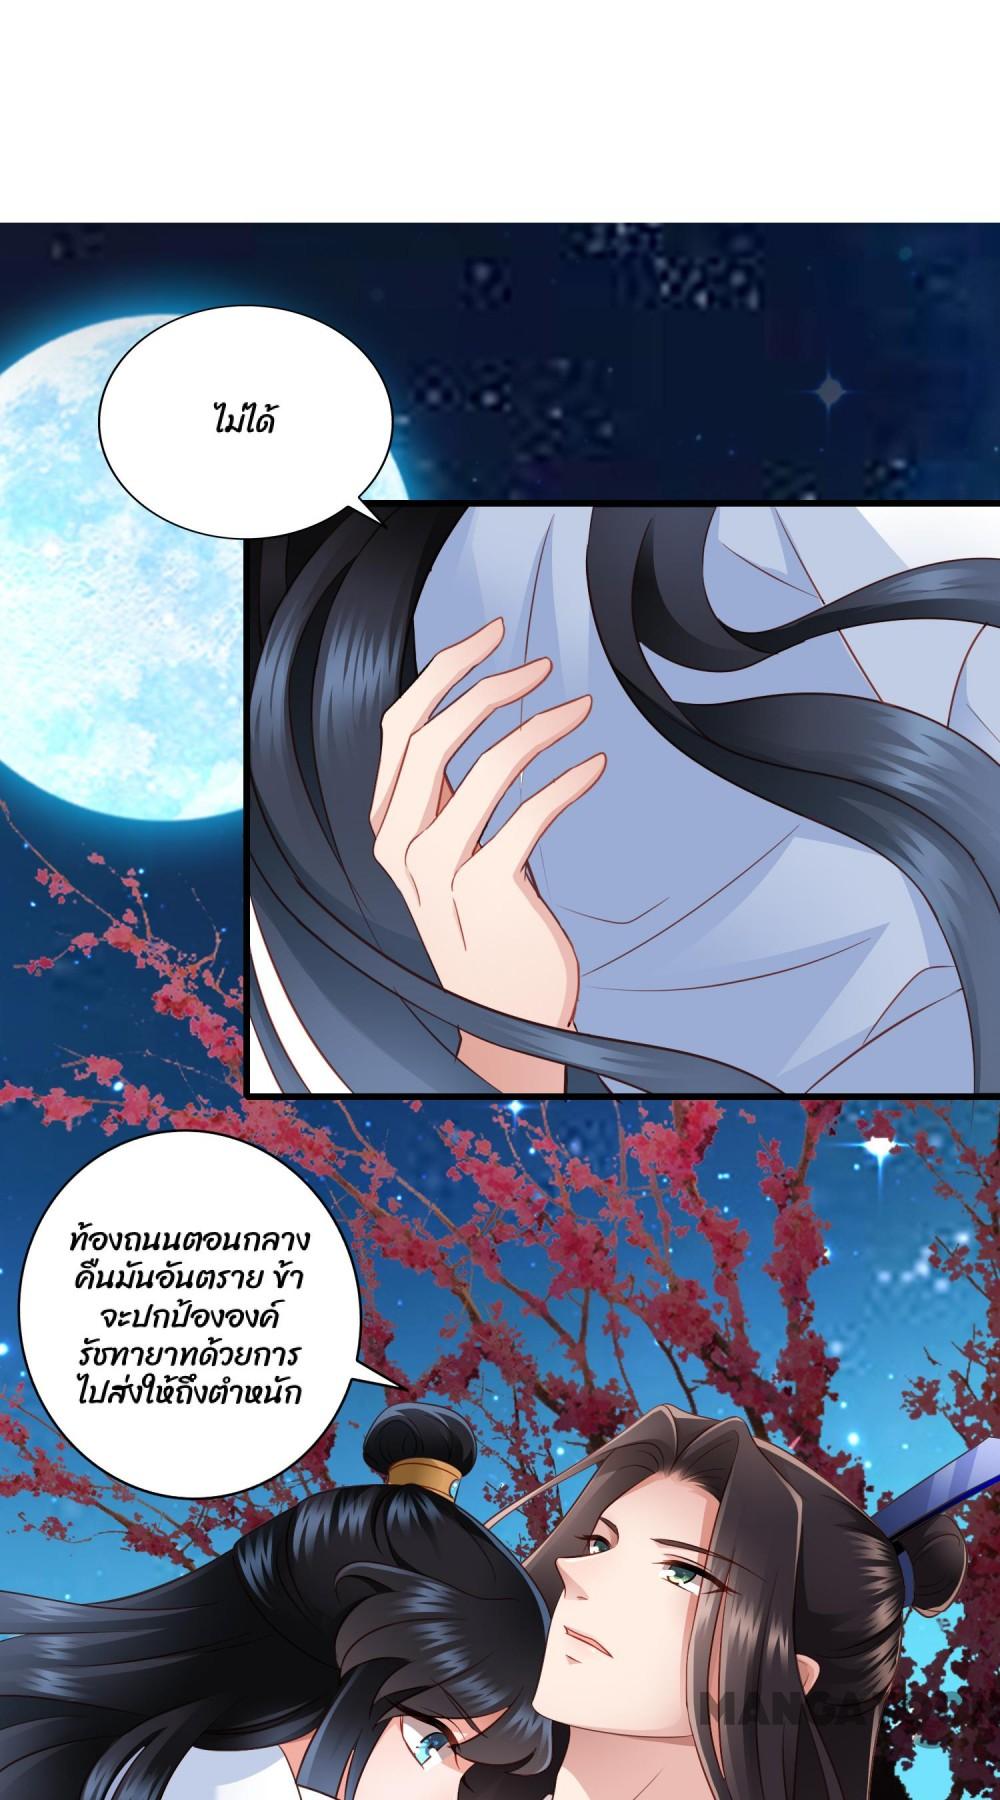 ไม่ได้
ท้องถนนตอนกลาง
คืนมันอันตราย ข้า
จะปกป้ององค์
รัชทายาทด้วยการ
ไปส่งให้ถึงตำหนัก